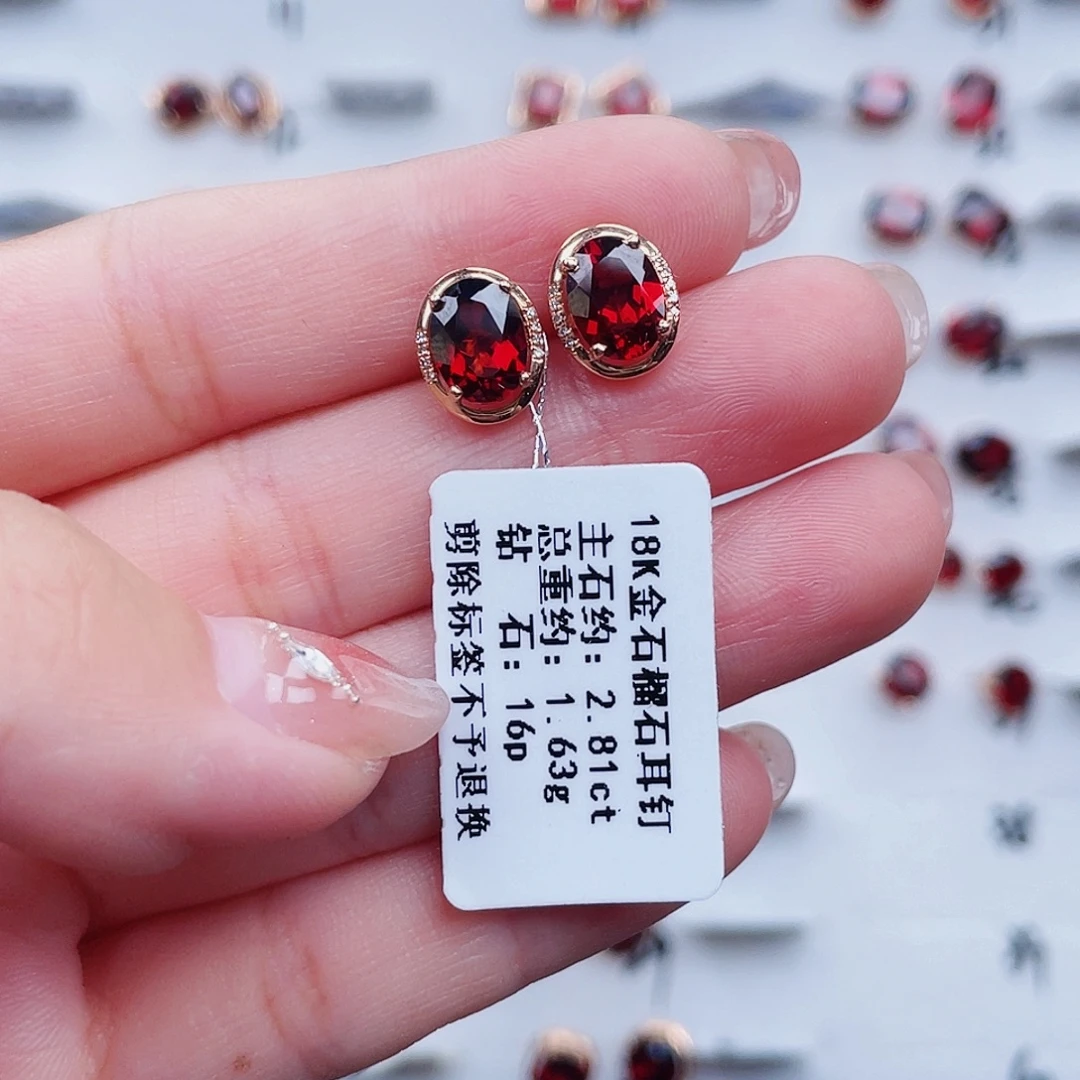 18K金石榴石耳钉
主石约: 2.81ct
总重约: 1.63g
钻 石: 16p
剪除标签不予退换